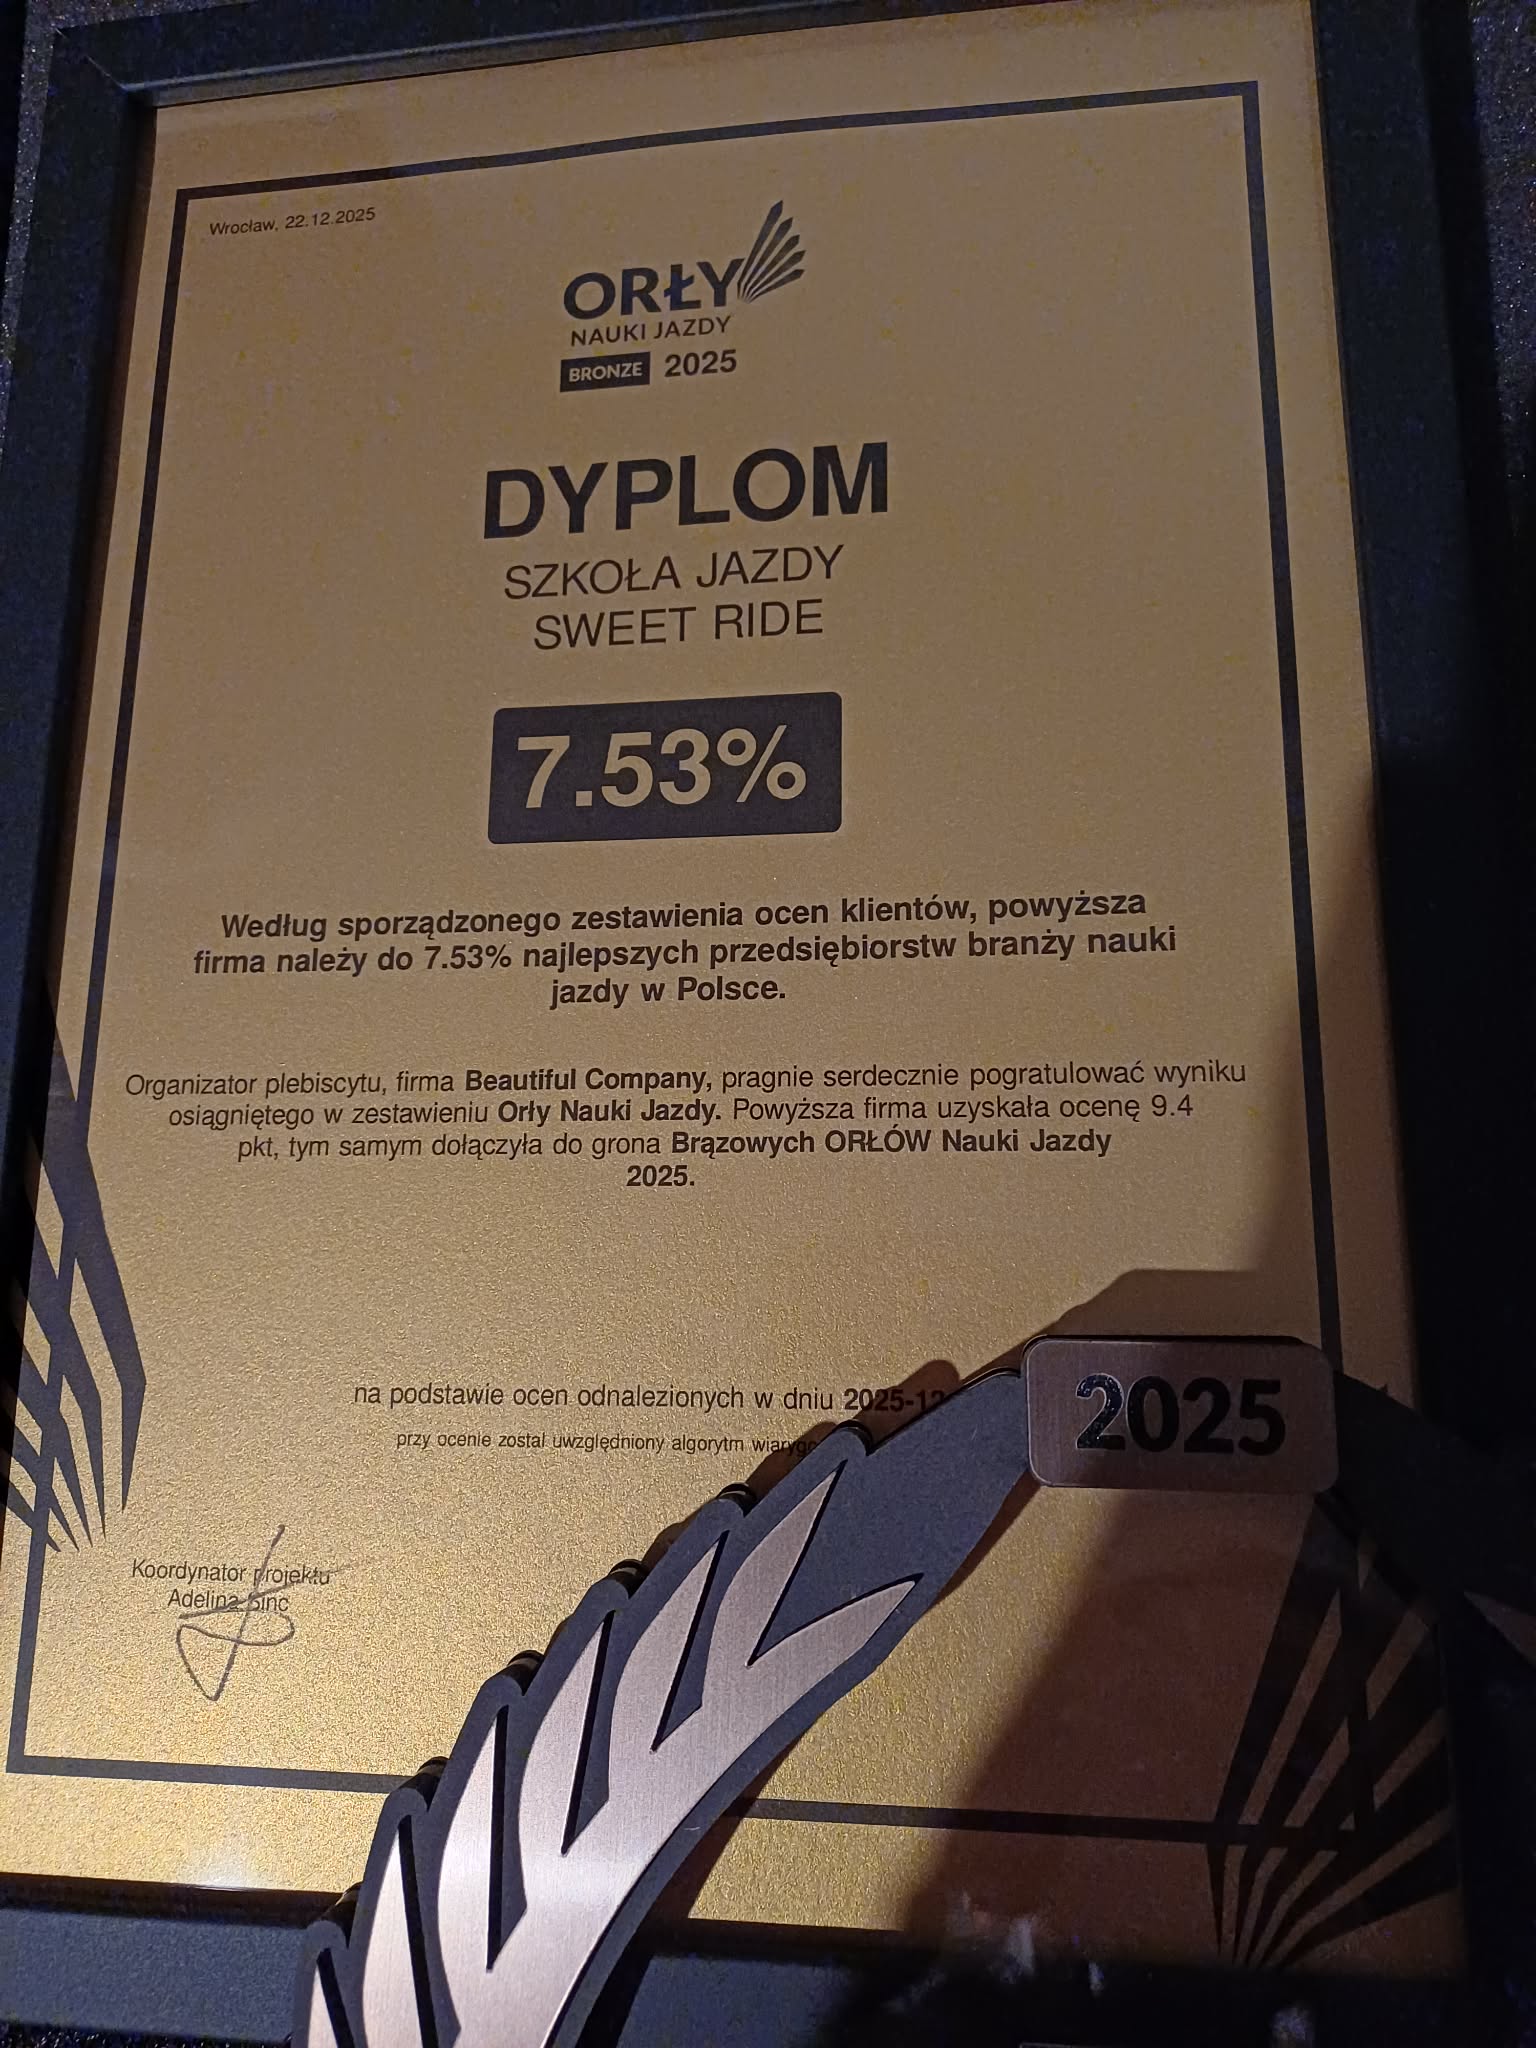 Wrocław, 22.12.2025
ORŁY
NAUKI JAZDY
BRONZE 2025
DYPLOM
SZKOŁA JAZDY
SWEET RIDE
7.53%
Według sporządzonego zestawienia ocen klientów, powyższa
firma należy do 7.53% najlepszych przedsiębiorstw branży nauki
jazdy w Polsce.
Organizator plebiscytu, firma Beautiful Company, pragnie serdecznie pogratulować wyniku
osiągniętego w zestawieniu Orły Nauki Jazdy. Powyższa firma uzyskała ocenę 9.4
pkt, tym samym dołączyła do grona Brązowych ORŁÓW Nauki Jazdy
2025.
na podstawie ocen odnalezionych w dniu 2025-12
przy ocenie został uwzględniony algorytm
2025
Koordynator projektu
Adelina